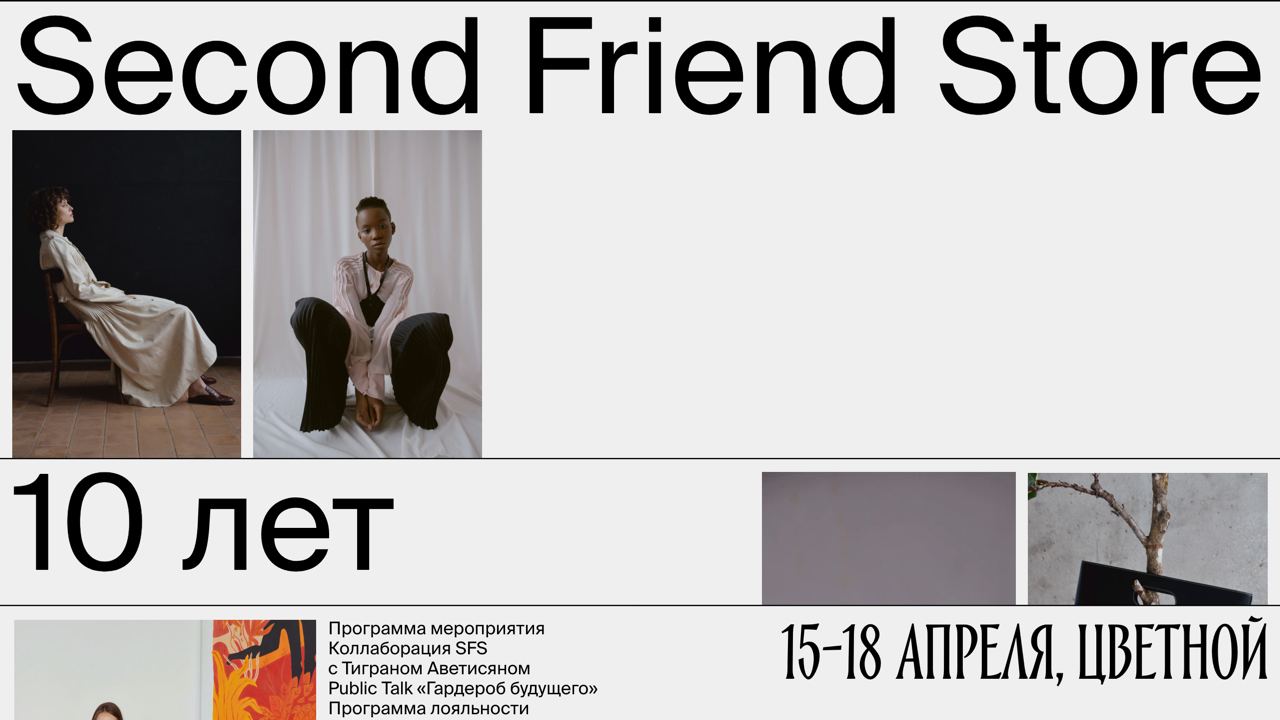 Second Friend Store
10 лет
Программа мероприятия
Коллаборация SFS
с Тиграном Аветисяном
Public Talk «Гардероб будущего»
Программа лояльности
15–18 АПРЕЛЯ, ЦВЕТНОЙ